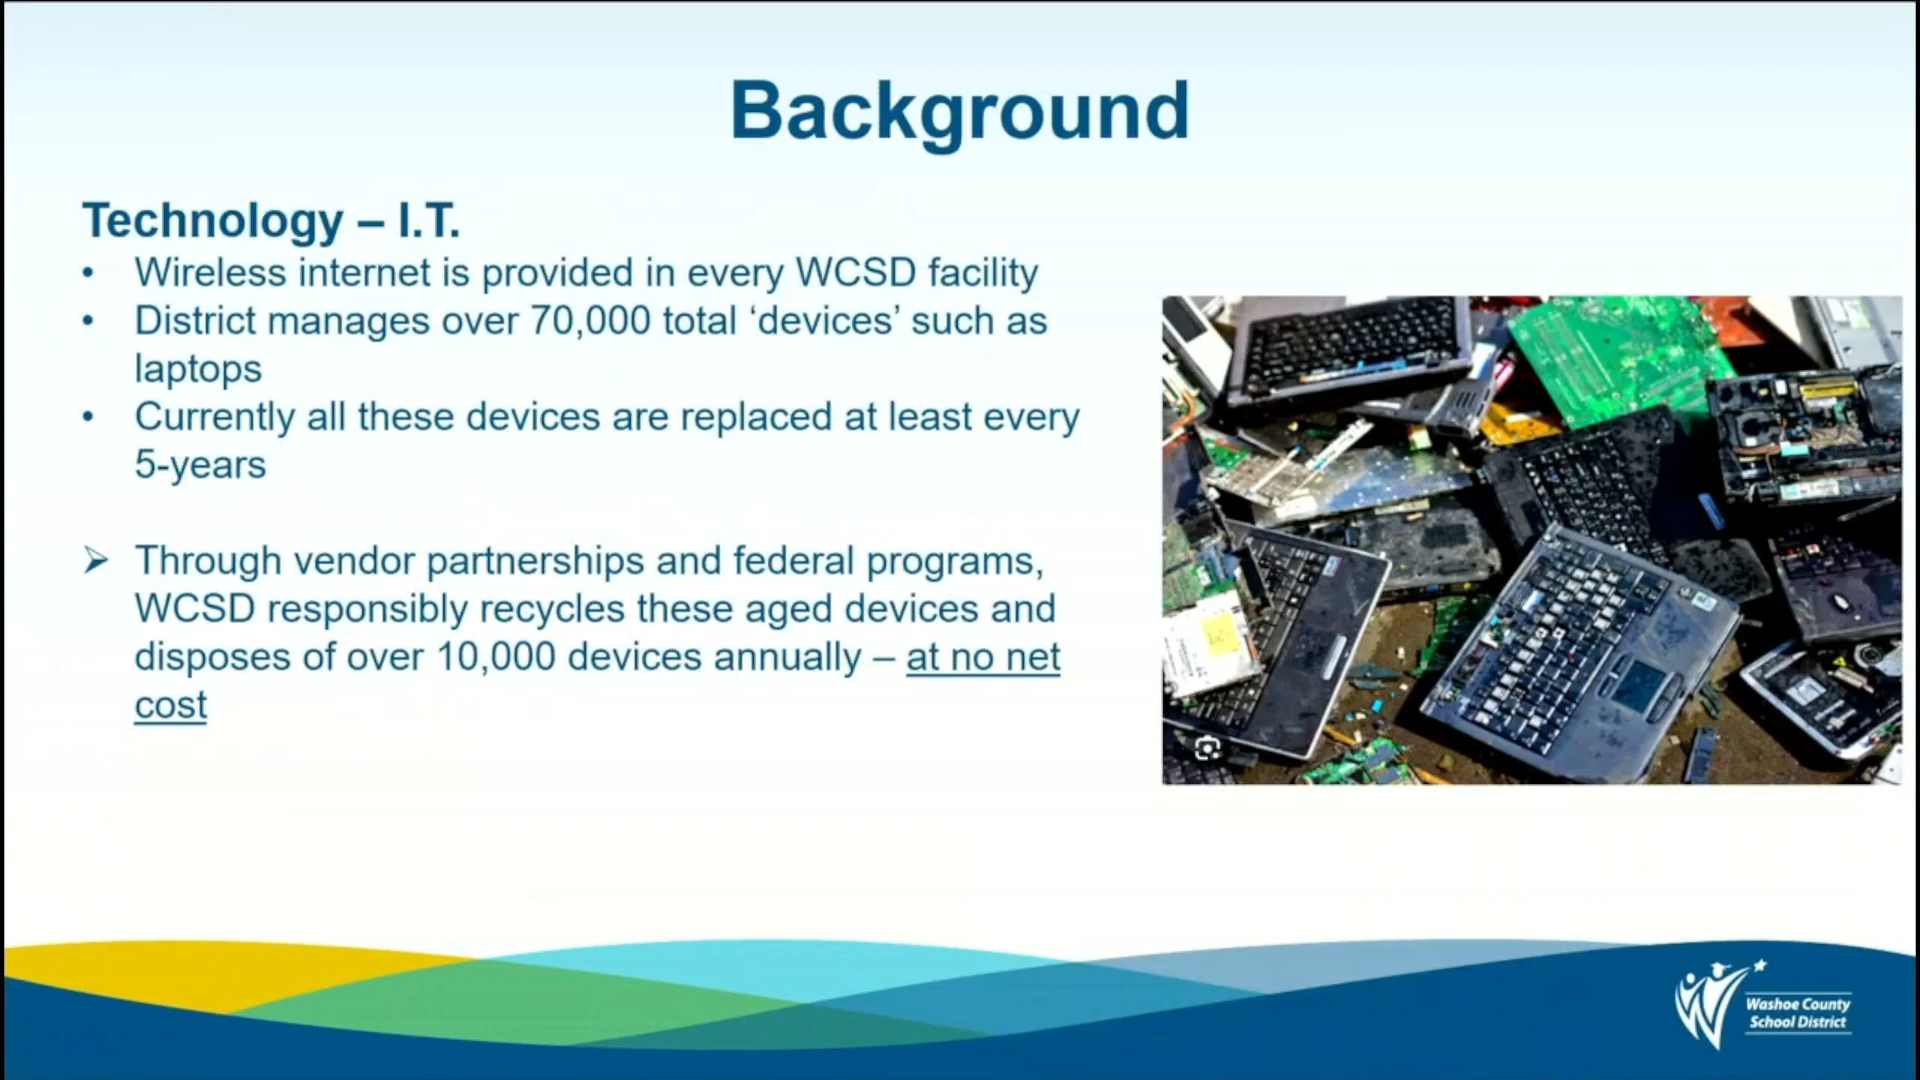 Background
Technology – I.T.
• Wireless internet is provided in every WCSD facility
• District manages over 70,000 total ‘devices’ such as
laptops
• Currently all these devices are replaced at least every
5-years
➢ Through vendor partnerships and federal programs,
WCSD responsibly recycles these aged devices and
disposes of over 10,000 devices annually – at no net
cost
Washoe County
School District